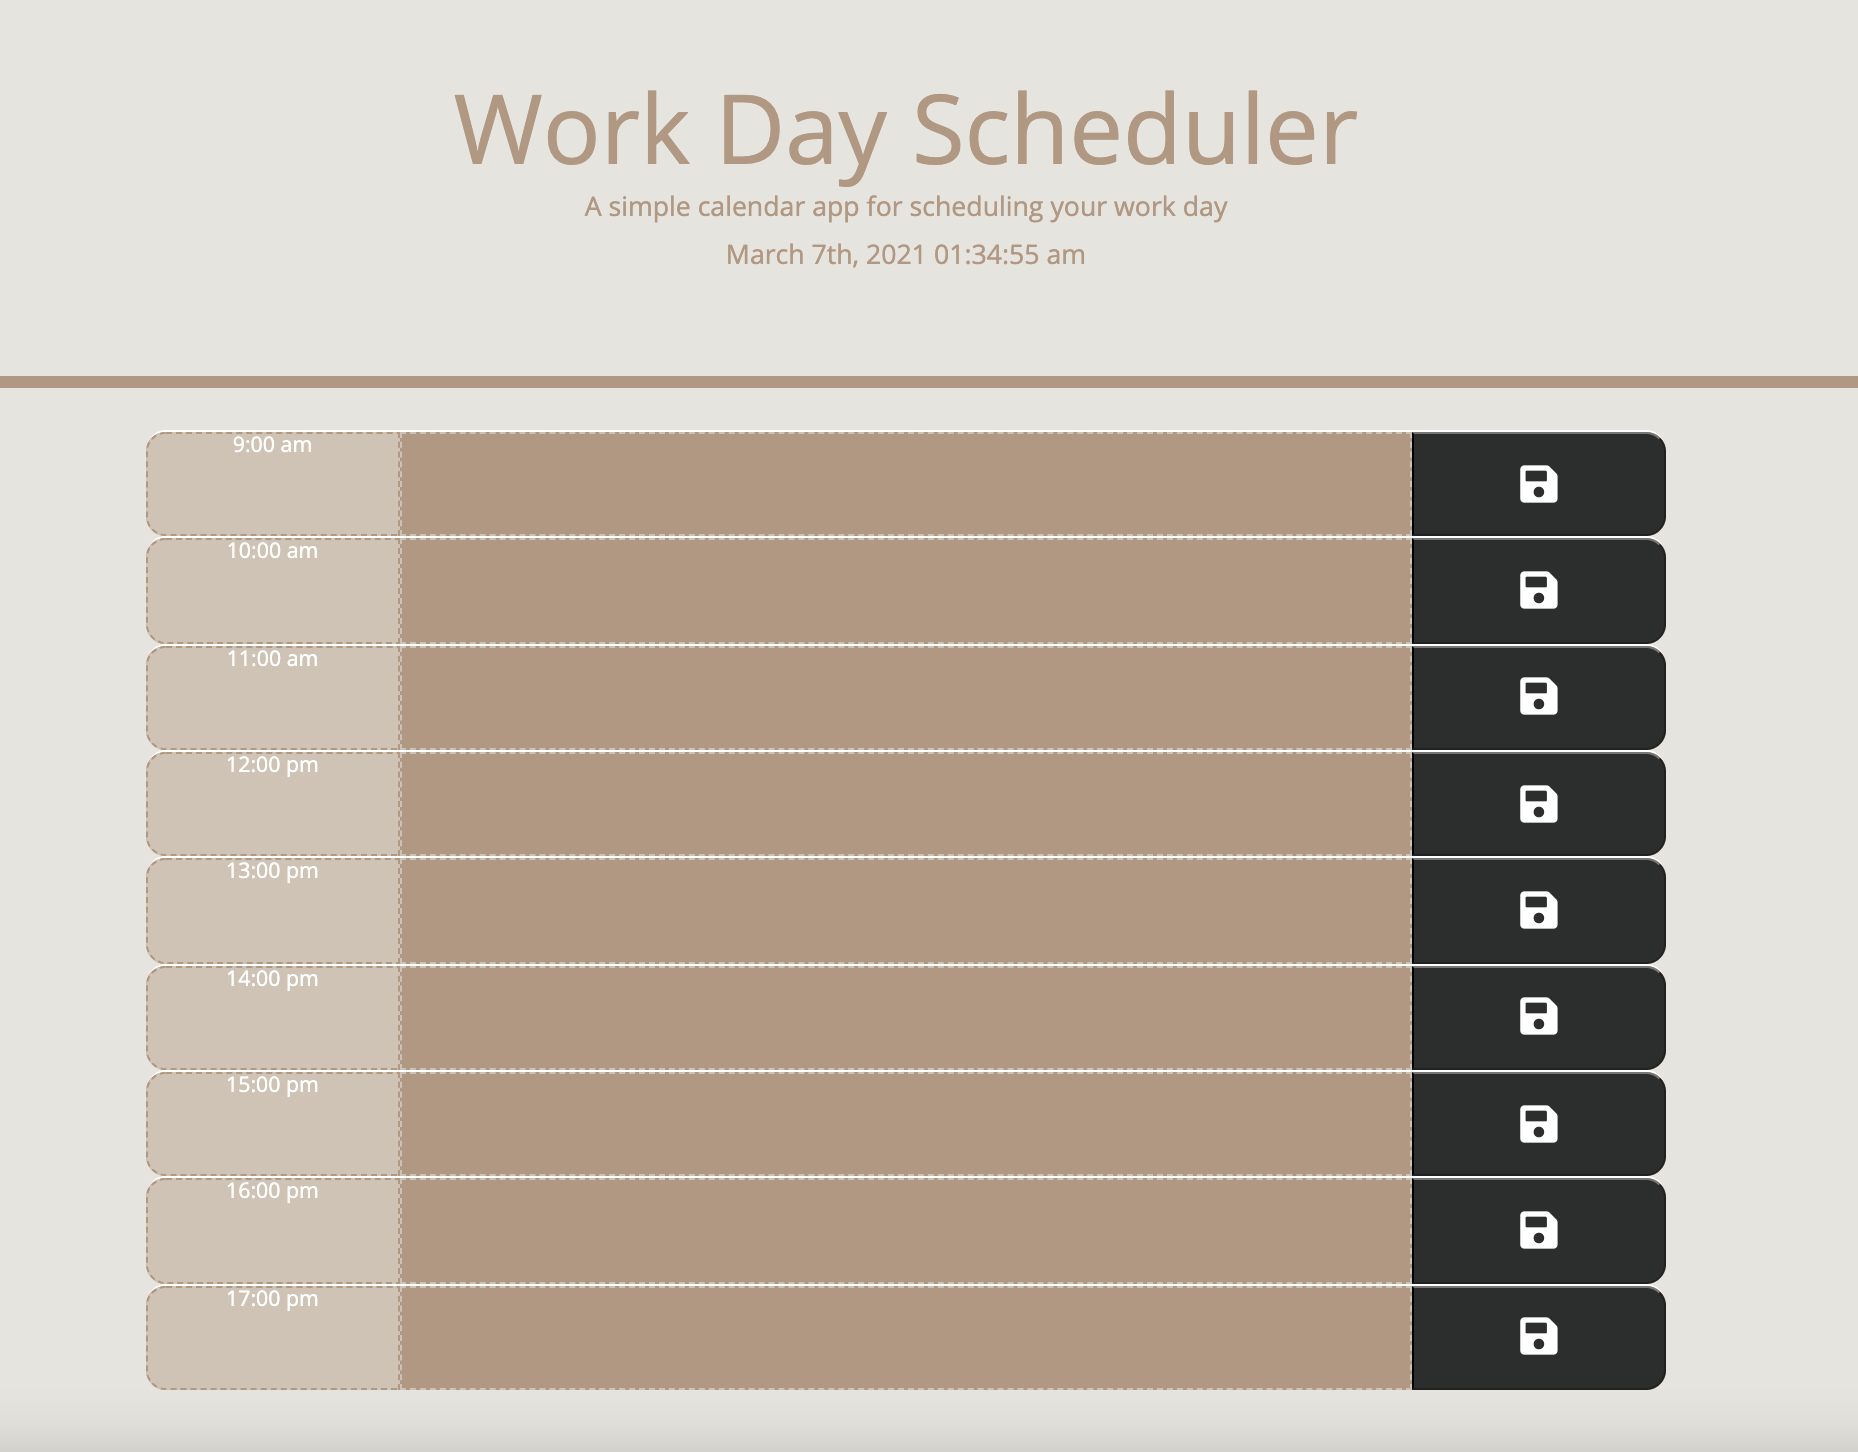 Work Day Scheduler
A simple calendar app for scheduling your work day
March 7th, 2021 01:34:55 am
9:00 am
10:00 am
11:00 am
12:00 pm
13:00 pm
14:00 pm
15:00 pm
16:00 pm
17:00 pm